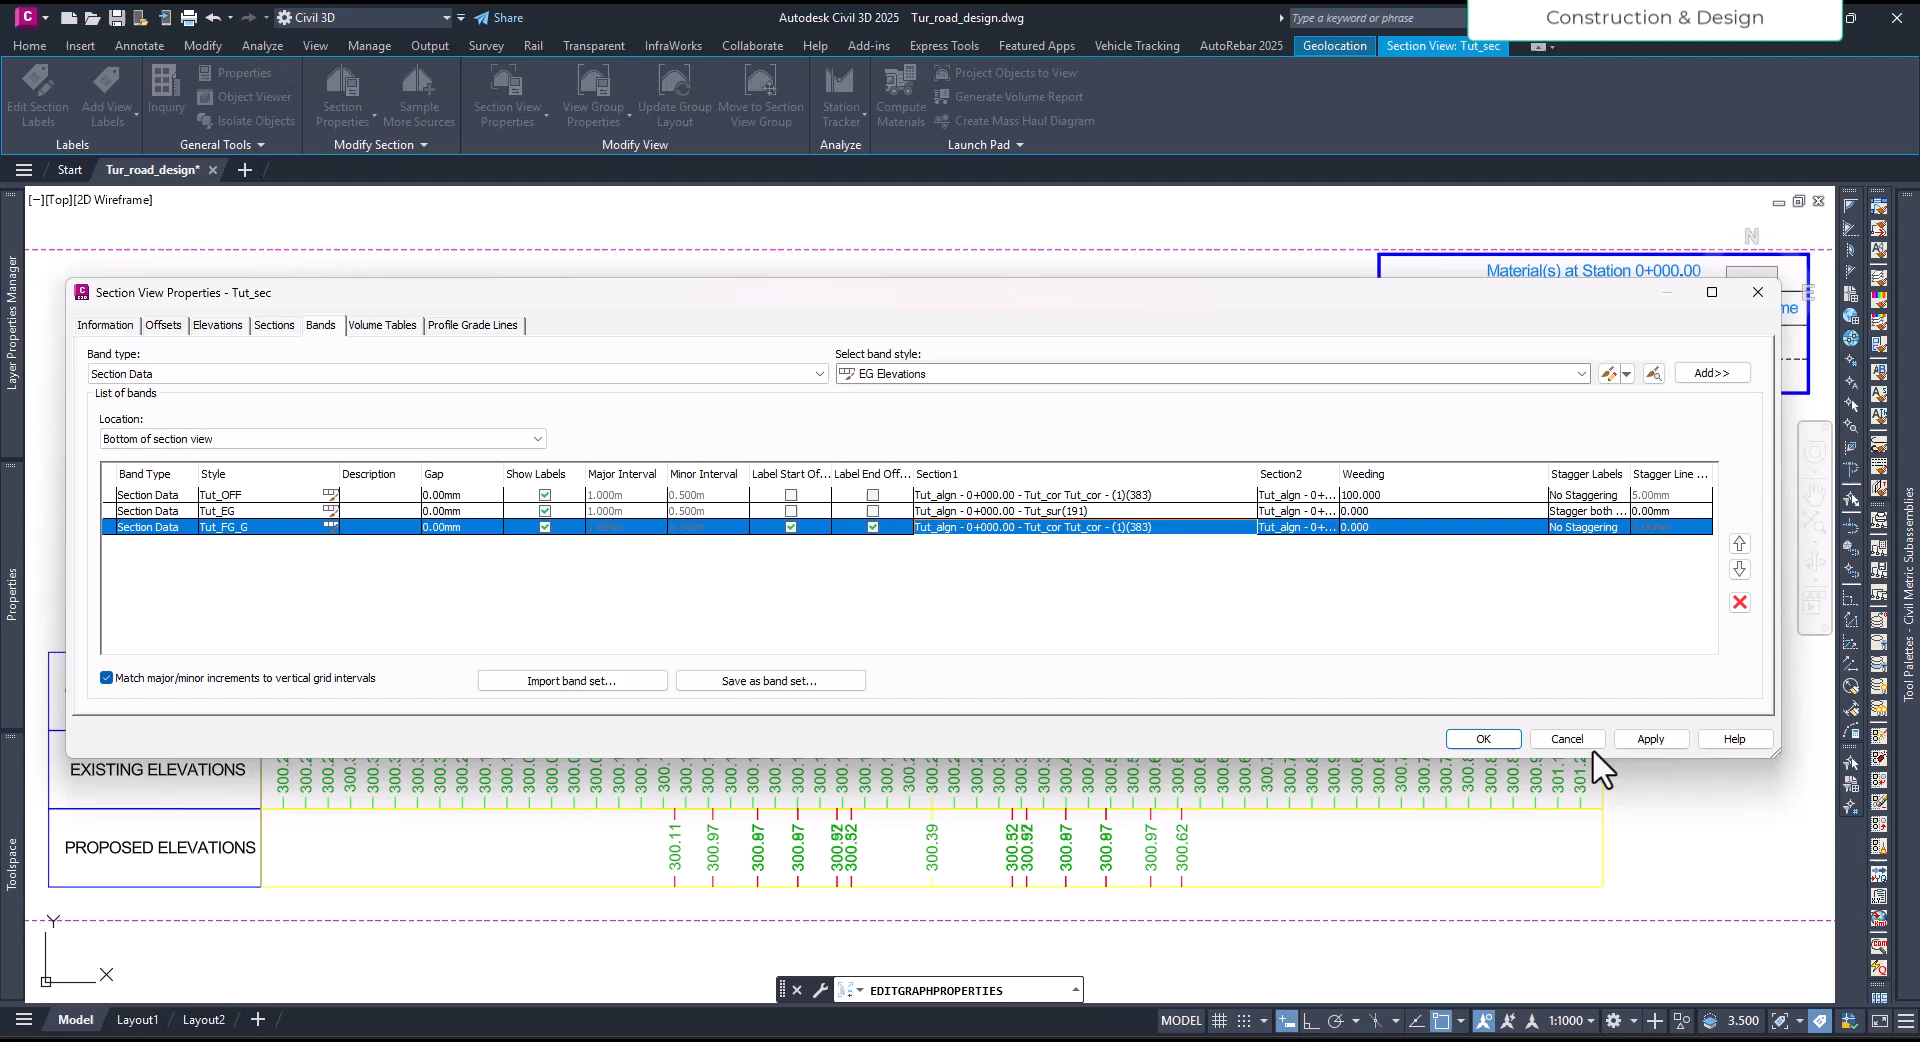 Civil 3D
Share
Autodesk Civil 3D 2025 Tur_road_design.dwg
Type a keyword or phrase
Construction & Design
Home Insert Annotate Modify Analyze View Manage Output Survey Rail Transparent InfraWorks Collaborate Help Add-ins Express Tools Featured Apps Vehicle Tracking AutoRebar 2025 Geolocation Section View: Tut_sec
Edit Section Labels
Add View Labels
Inquiry
Properties
Object Viewer
Isolate Objects
Section Properties
Sample More Sources
Section View Properties
View Group Properties
Update Group Layout
Move to Section View Group
Station Tracker
Compute Materials
Project Objects to View
Generate Volume Report
Create Mass Haul Diagram
Labels General Tools Modify Section Modify View Analyze Launch Pad
Start Tur_road_design*
[−][Top][2D Wireframe]
N
Material(s) at Station 0+000.00
me
Layer Properties Manager
Properties
Toolspace
Tool Palettes - Civil Metric Subassemblies
Section View Properties - Tut_sec
Information Offsets Elevations Sections Bands Volume Tables Profile Grade Lines
Band type:
Section Data
Select band style:
EG Elevations
Add>>
List of bands
Location:
Bottom of section view
Band Type Style Description Gap Show Labels Major Interval Minor Interval Label Start Of... Label End Off... Section1 Section2 Weeding Stagger Labels Stagger Line ...
Section Data Tut_OFF 0.00mm 1.000m 0.500m Tut_algn - 0+000.00 - Tut_cor Tut_cor - (1)(383) Tut_algn - 0+... 100.000 No Staggering 5.00mm
Section Data Tut_EG 0.00mm 1.000m 0.500m Tut_algn - 0+000.00 - Tut_sur(191) Tut_algn - 0+... 0.000 Stagger both ... 0.00mm
Section Data Tut_FG_G 0.00mm Tut_algn - 0+000.00 - Tut_cor Tut_cor - (1)(383) Tut_algn - 0+... 0.000 No Staggering
Match major/minor increments to vertical grid intervals
Import band set...
Save as band set...
OK Cancel Apply Help
EXISTING ELEVATIONS
PROPOSED ELEVATIONS
300.11 300.97 300.97 300.97 300.92 300.52 300.39 300.52 300.92 300.97 300.97 300.97 300.62
Y
X
EDITGRAPHPROPERTIES
Model Layout1 Layout2
MODEL 1:1000 3.500